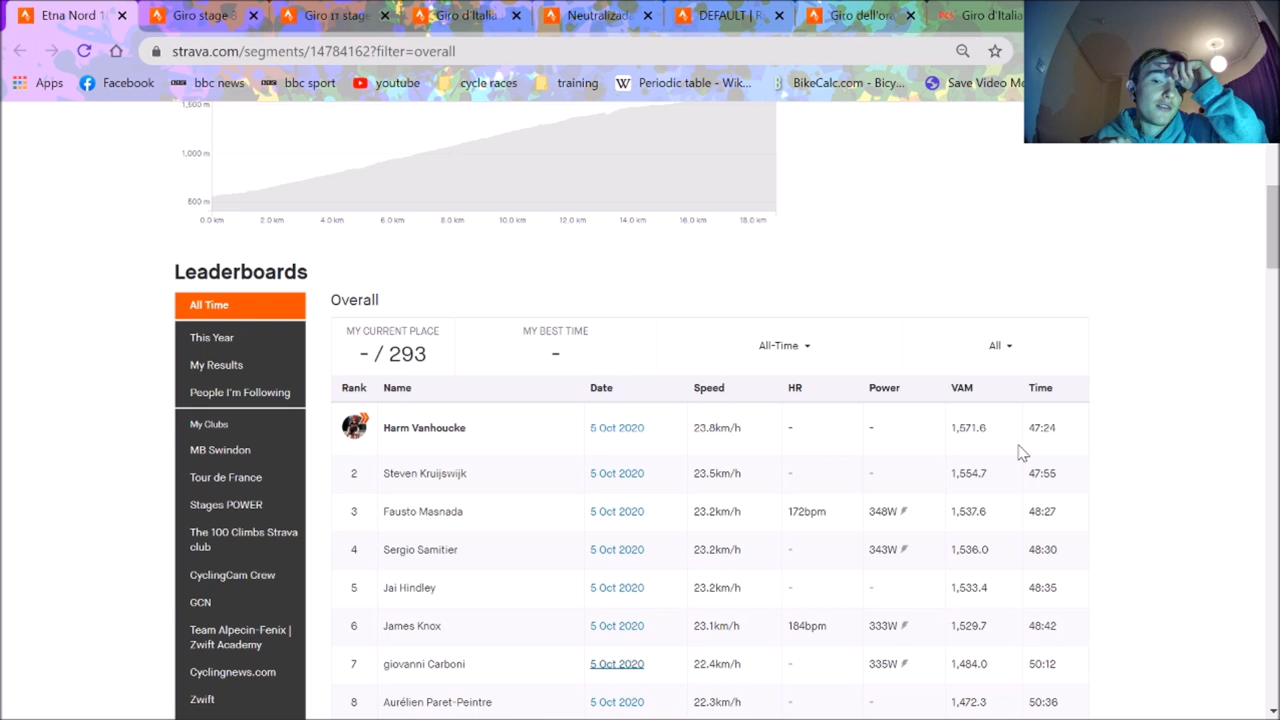 Etna Nord 1
Giro stage 6
Giro 11 stage
Giro d'Italia
Neutralizada
DEFAULT | R
Giro dell'ora
Giro d'Italia
strava.com/segments/14784162?filter=overall
Apps
Facebook
bbc news
bbc sport
youtube
cycle races
training
Periodic table - Wik...
BikeCalc.com - Bicy...
Save Video Me
1,500 m
1,000 m
500 m
0.0 km 2.0 km 4.0 km 6.0 km 8.0 km 10.0 km 12.0 km 14.0 km 16.0 km 18.0 km
Leaderboards
All Time
This Year
My Results
People I'm Following
My Clubs
MB Swindon
Tour de France
Stages POWER
The 100 Climbs Strava
club
CyclingCam Crew
GCN
Team Alpecin-Fenix |
Zwift Academy
Cyclingnews.com
Zwift
Overall
MY CURRENT PLACE
- / 293
MY BEST TIME
-
All-Time
All
Rank Name Date Speed HR Power VAM Time
Harm Vanhoucke 5 Oct 2020 23.8km/h - - 1,571.6 47:24
2 Steven Kruijswijk 5 Oct 2020 23.5km/h - - 1,554.7 47:55
3 Fausto Masnada 5 Oct 2020 23.2km/h 172bpm 348W 1,537.6 48:27
4 Sergio Samitier 5 Oct 2020 23.2km/h - 343W 1,536.0 48:30
5 Jai Hindley 5 Oct 2020 23.2km/h - - 1,533.4 48:35
6 James Knox 5 Oct 2020 23.1km/h 184bpm 333W 1,529.7 48:42
7 giovanni Carboni 5 Oct 2020 22.4km/h - 335W 1,484.0 50:12
8 Aurélien Paret-Peintre 5 Oct 2020 22.3km/h - - 1,472.3 50:36